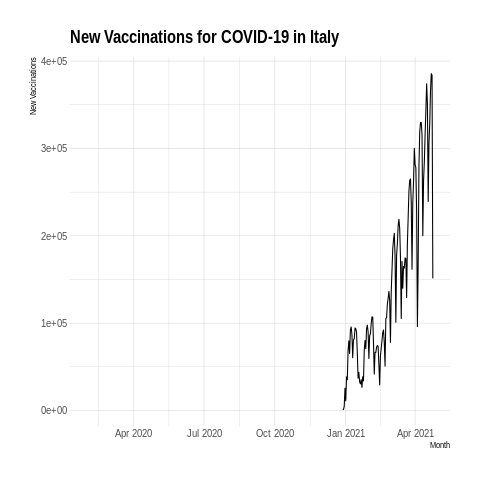 New Vaccinations for COVID-19 in Italy
New Vaccinations
4e+05
3e+05
2e+05
1e+05
0e+00
Apr 2020 Jul 2020 Oct 2020 Jan 2021 Apr 2021
Month